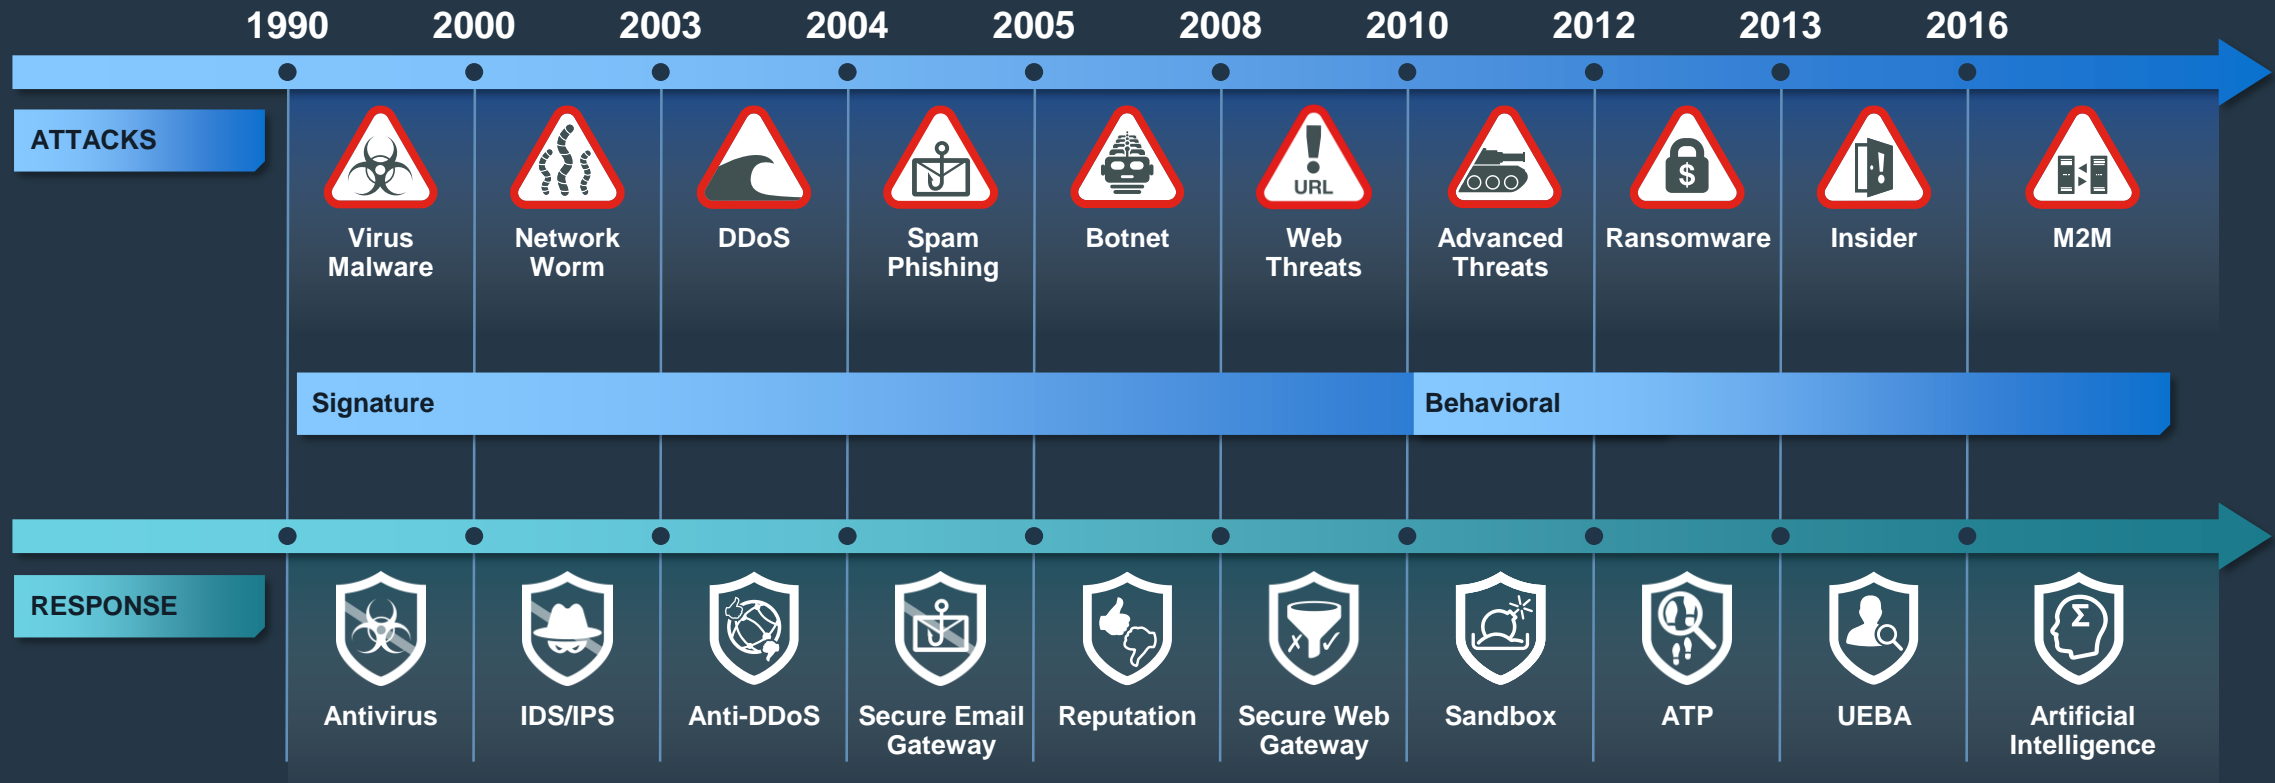 1990 2000 2003 2004 2005 2008 2010 2012 2013 2016
ATTACKS
URL
$
!
Virus
Malware
Network
Worm
DDoS
Spam
Phishing
Botnet
Web
Threats
Advanced
Threats
Ransomware
Insider
M2M
Signature
Behavioral
RESPONSE
Σ
Antivirus
IDS/IPS
Anti-DDoS
Secure Email
Gateway
Reputation
Secure Web
Gateway
Sandbox
ATP
UEBA
Artificial
Intelligence